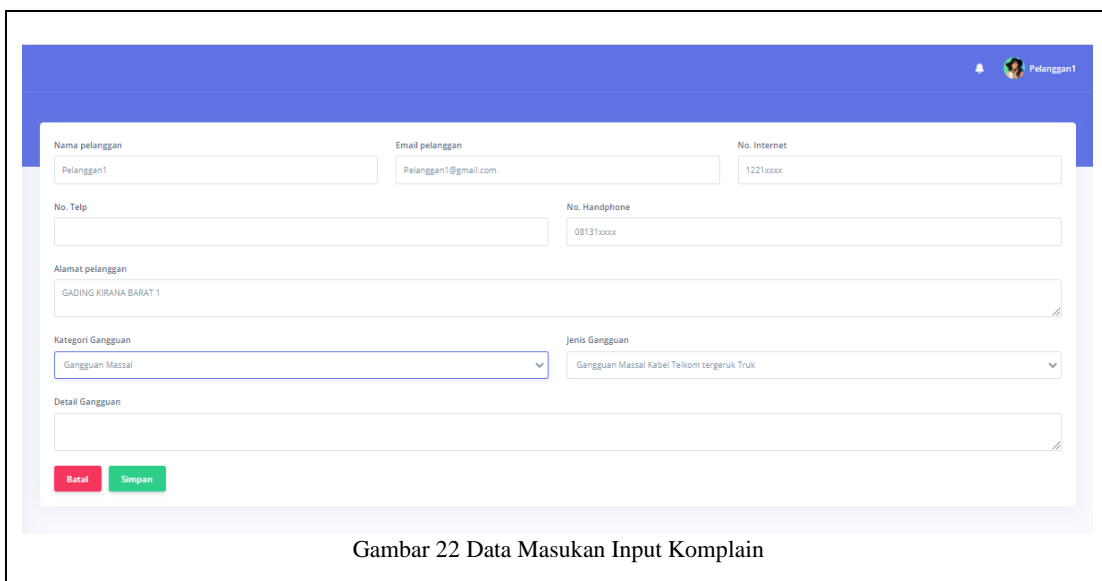 Pelanggan1
Nama pelanggan Email pelanggan No. Internet
Pelanggan1 Pelanggan1@gmail.com 1221xxxx
No. Telp No. Handphone
08131xxxx
Alamat pelanggan
GADING KIRANA BARAT 1
Kategori Gangguan Jenis Gangguan
Gangguan Massal Gangguan Massal Kabel Telkom tergeruk Truk
Detail Gangguan
Batal Simpan
Gambar 22 Data Masukan Input Komplain